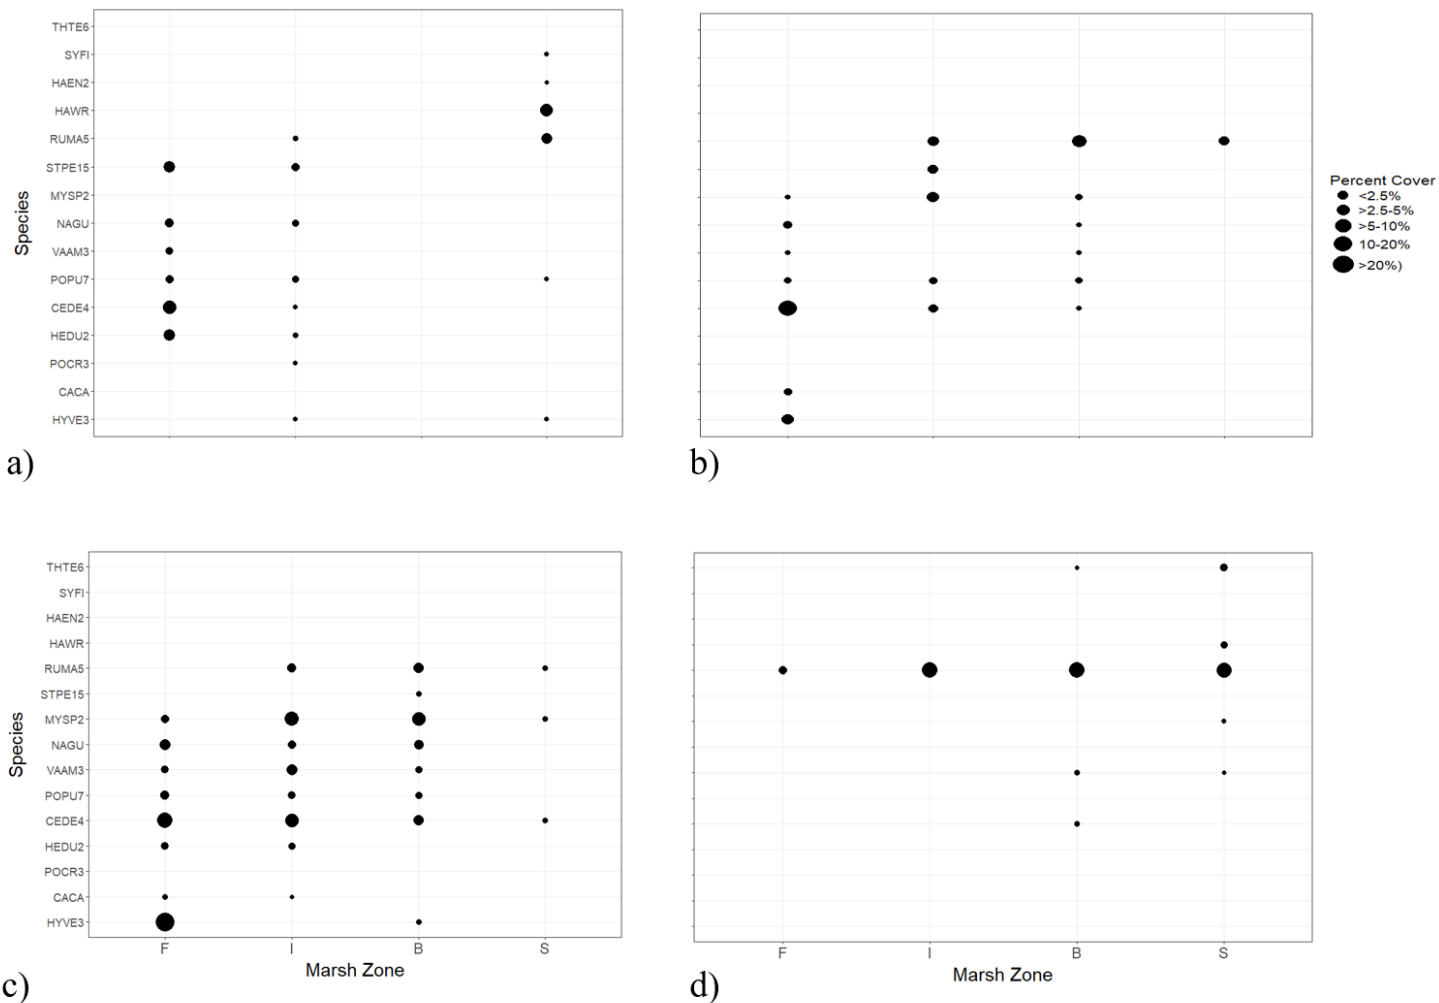 THTE6
SYFI
HAEN2
HAWR
RUMA5
STPE15
MYSP2
NAGU
VAAM3
POPU7
CEDE4
HEDU2
POCR3
CACA
HYVE3
Species
a)
b)
Percent Cover
<2.5%
>2.5-5%
>5-10%
10-20%
>20%)
THTE6
SYFI
HAEN2
HAWR
RUMA5
STPE15
MYSP2
NAGU
VAAM3
POPU7
CEDE4
HEDU2
POCR3
CACA
HYVE3
Species
F I B S
Marsh Zone
c)
F I B S
Marsh Zone
d)